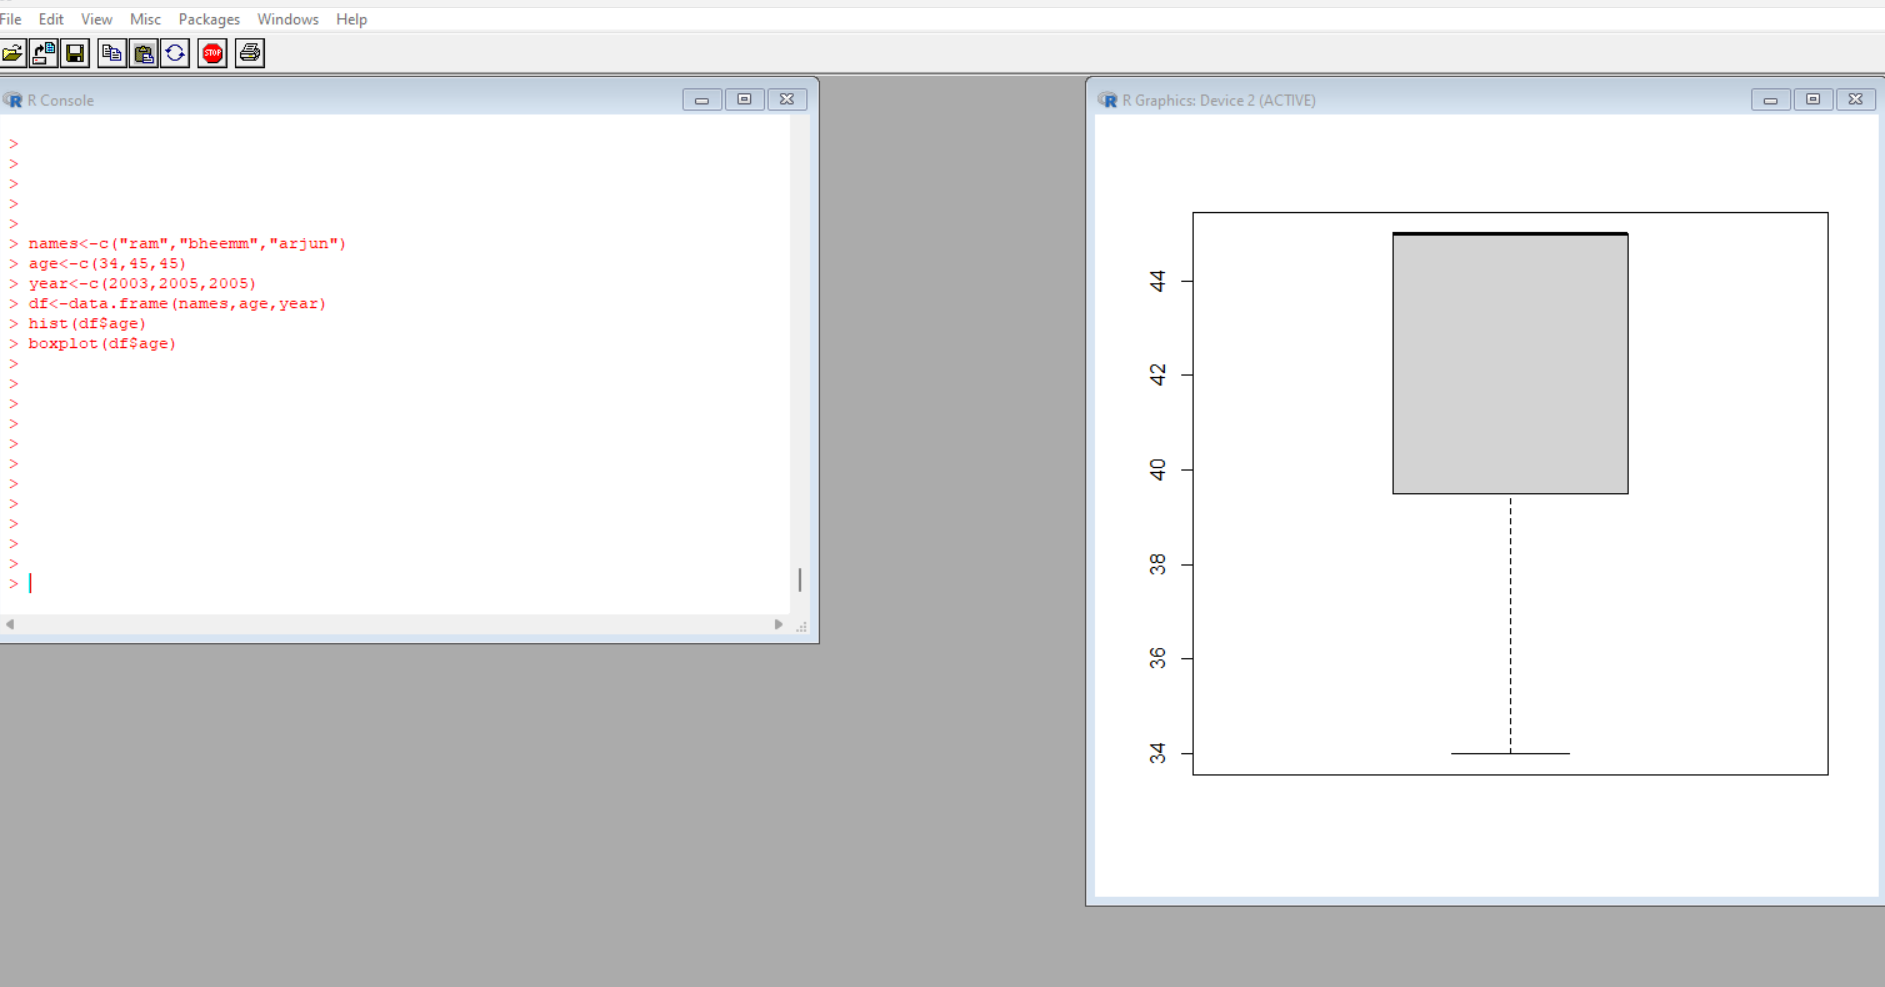 File Edit View Misc Packages Windows Help
STOP
R Console
>
>
>
>
>
> names<-c("ram","bheemm","arjun")
> age<-c(34,45,45)
> year<-c(2003,2005,2005)
> df<-data.frame(names,age,year)
> hist(df$age)
> boxplot(df$age)
>
>
>
>
>
>
>
>
>
>
>
>
R Graphics: Device 2 (ACTIVE)
44
42
40
38
36
34